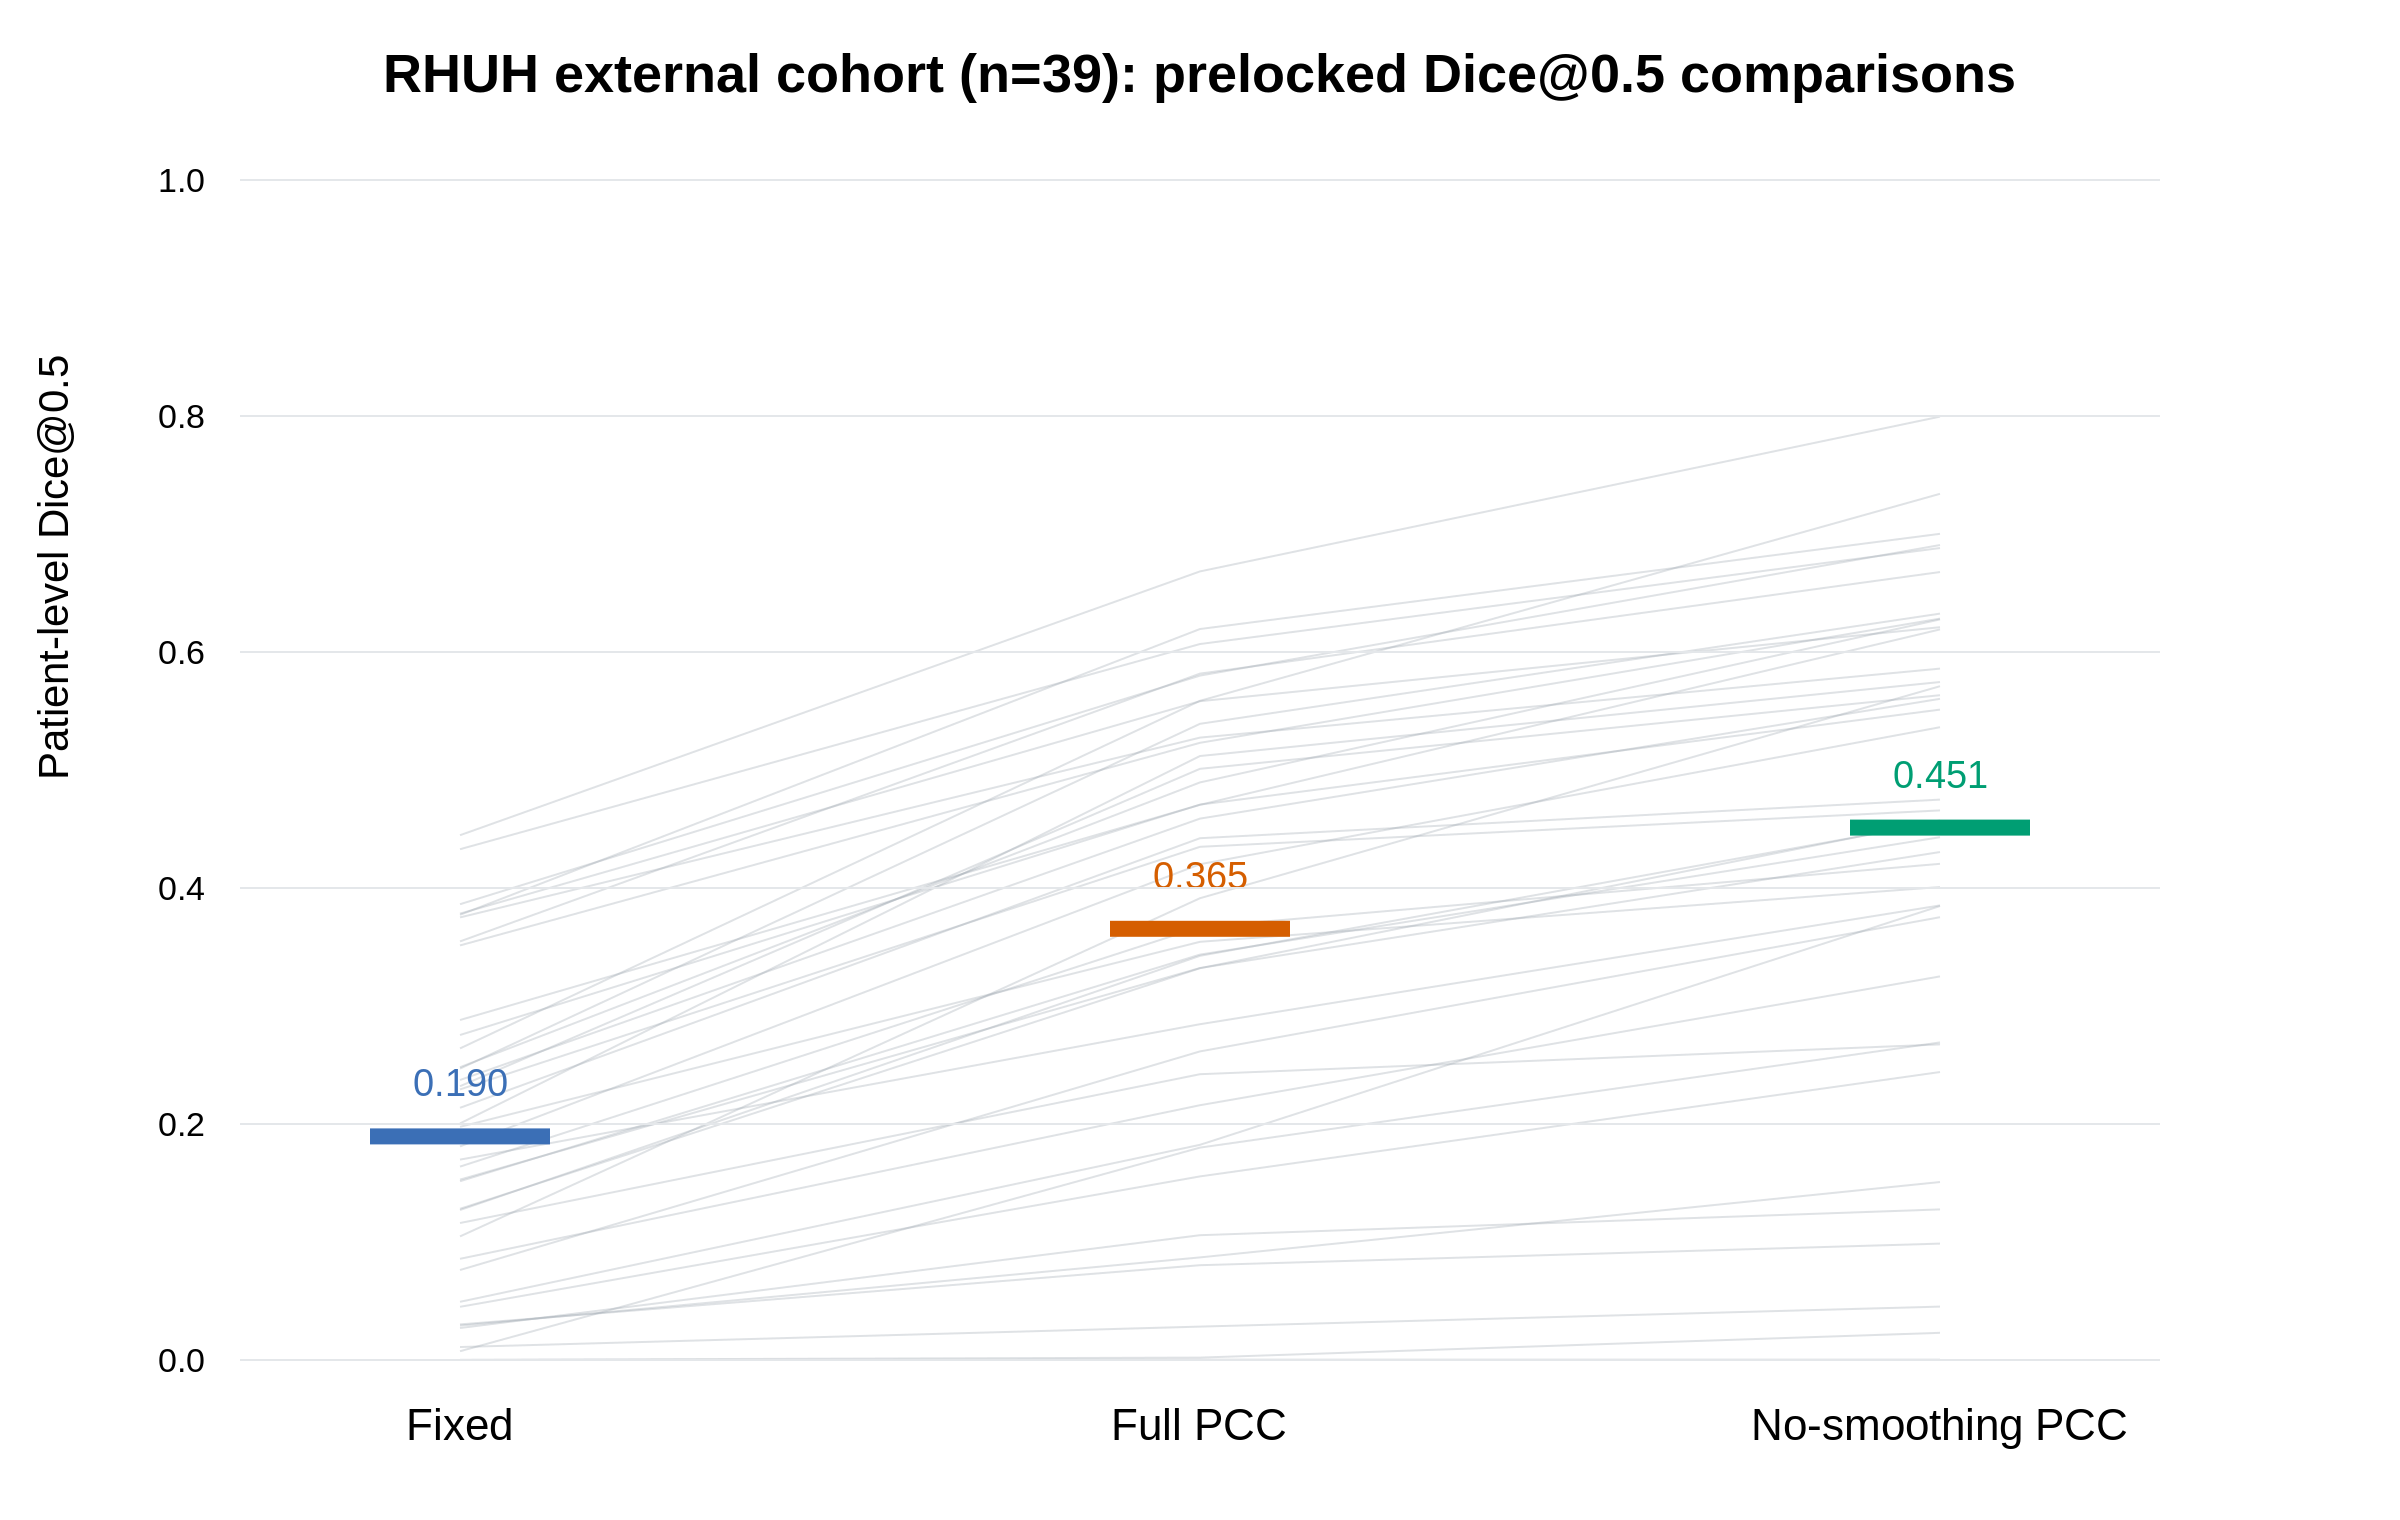 RHUH external cohort (n=39): prelocked Dice@0.5 comparisons
Patient-level Dice@0.5
1.0
0.8
0.6
0.4
0.2
0.0
0.190
0.365
0.451
Fixed
Full PCC
No-smoothing PCC